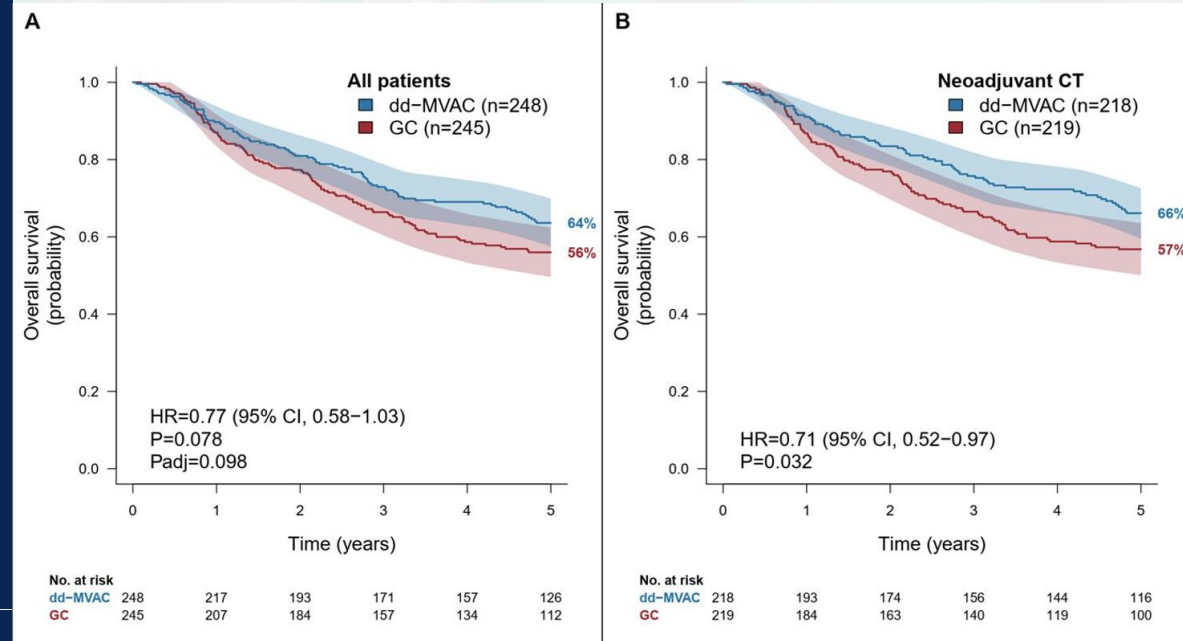 A
All patients
dd−MVAC (n=248)
GC (n=245)
1.0
0.8
0.6
0.4
0.2
0.0
Overall survival
(probability)
64%
56%
HR=0.77 (95% CI, 0.58−1.03)
P=0.078
Padj=0.098
0 1 2 3 4 5
Time (years)
No. at risk
dd−MVAC 248 217 193 171 157 126
GC 245 207 184 157 134 112
B
Neoadjuvant CT
dd−MVAC (n=218)
GC (n=219)
1.0
0.8
0.6
0.4
0.2
0.0
Overall survival
(probability)
66%
57%
HR=0.71 (95% CI, 0.52−0.97)
P=0.032
0 1 2 3 4 5
Time (years)
No. at risk
dd−MVAC 218 193 174 156 144 116
GC 219 184 163 140 119 100